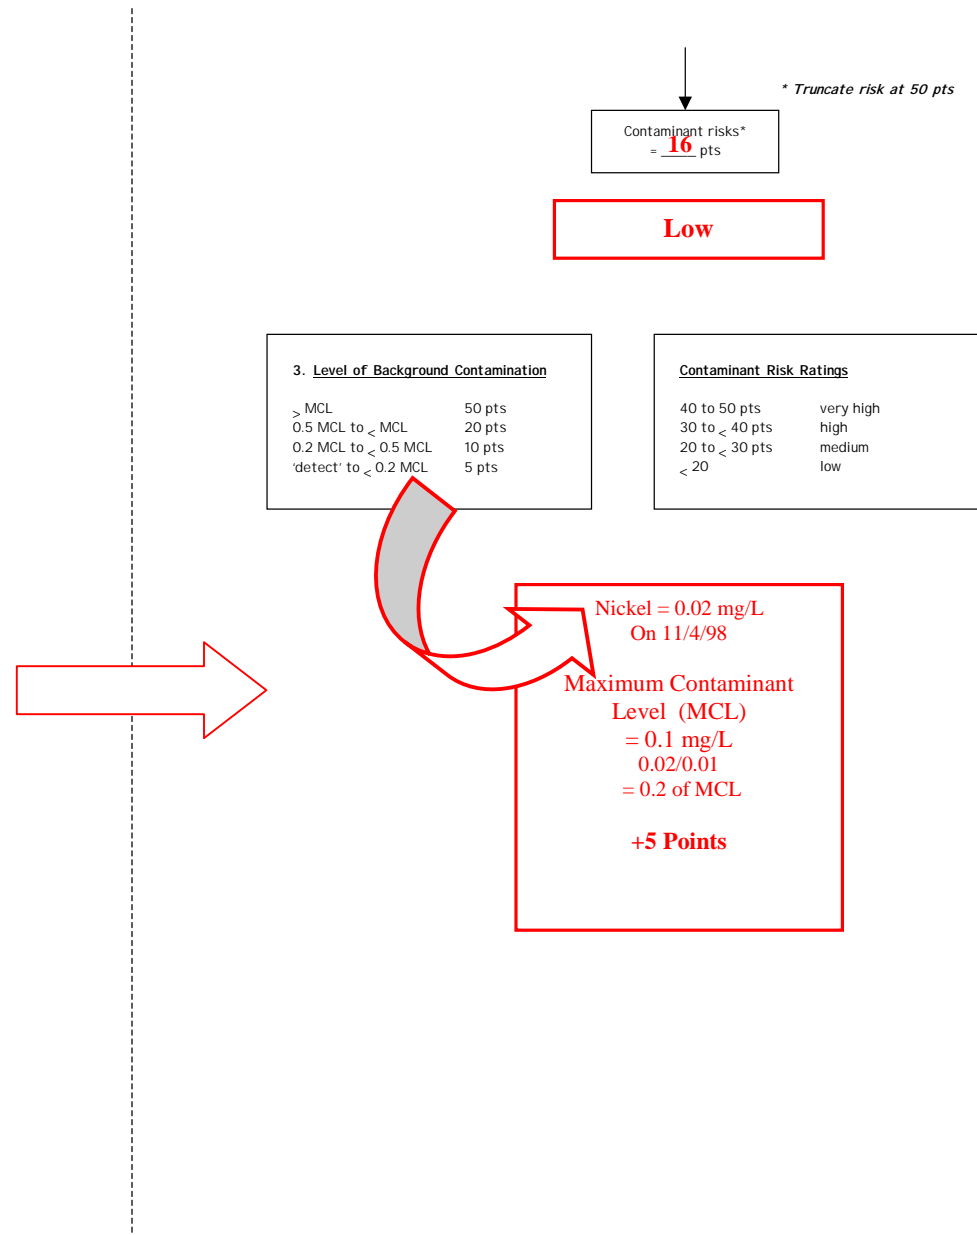 * Truncate risk at 50 pts
Contaminant risks*
= 16 pts
Low
3. Level of Background Contamination
> MCL 50 pts
0.5 MCL to < MCL 20 pts
0.2 MCL to < 0.5 MCL 10 pts
'detect' to < 0.2 MCL 5 pts
Contaminant Risk Ratings
40 to 50 pts very high
30 to < 40 pts high
20 to < 30 pts medium
< 20 low
Nickel = 0.02 mg/L
On 11/4/98
Maximum Contaminant
Level (MCL)
= 0.1 mg/L
0.02/0.01
= 0.2 of MCL
+5 Points